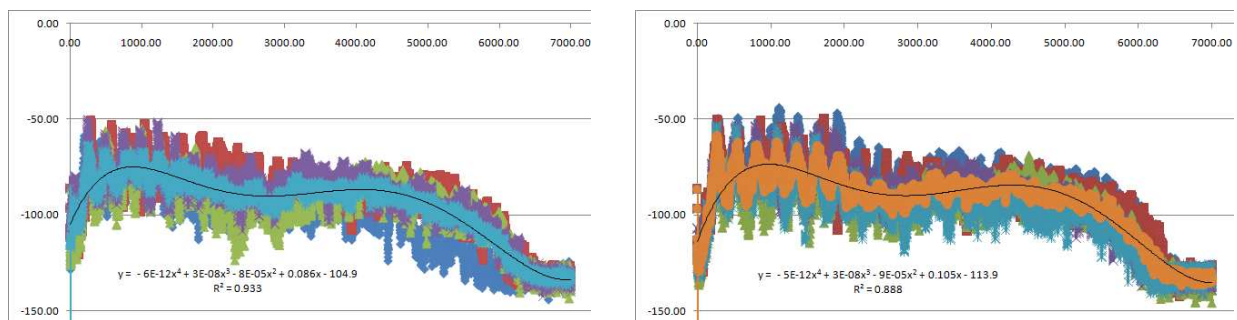 0.00
0.00 1000.00 2000.00 3000.00 4000.00 5000.00 6000.00 7000.00
-50.00
-100.00
y = - 6E-12x⁴ + 3E-08x³ - 8E-05x² + 0.086x - 104.9
R² = 0.933
-150.00
0.00
0.00 1000.00 2000.00 3000.00 4000.00 5000.00 6000.00 7000.00
-50.00
-100.00
y = - 5E-12x⁴ + 3E-08x³ - 9E-05x² + 0.105x - 113.9
R² = 0.888
-150.00